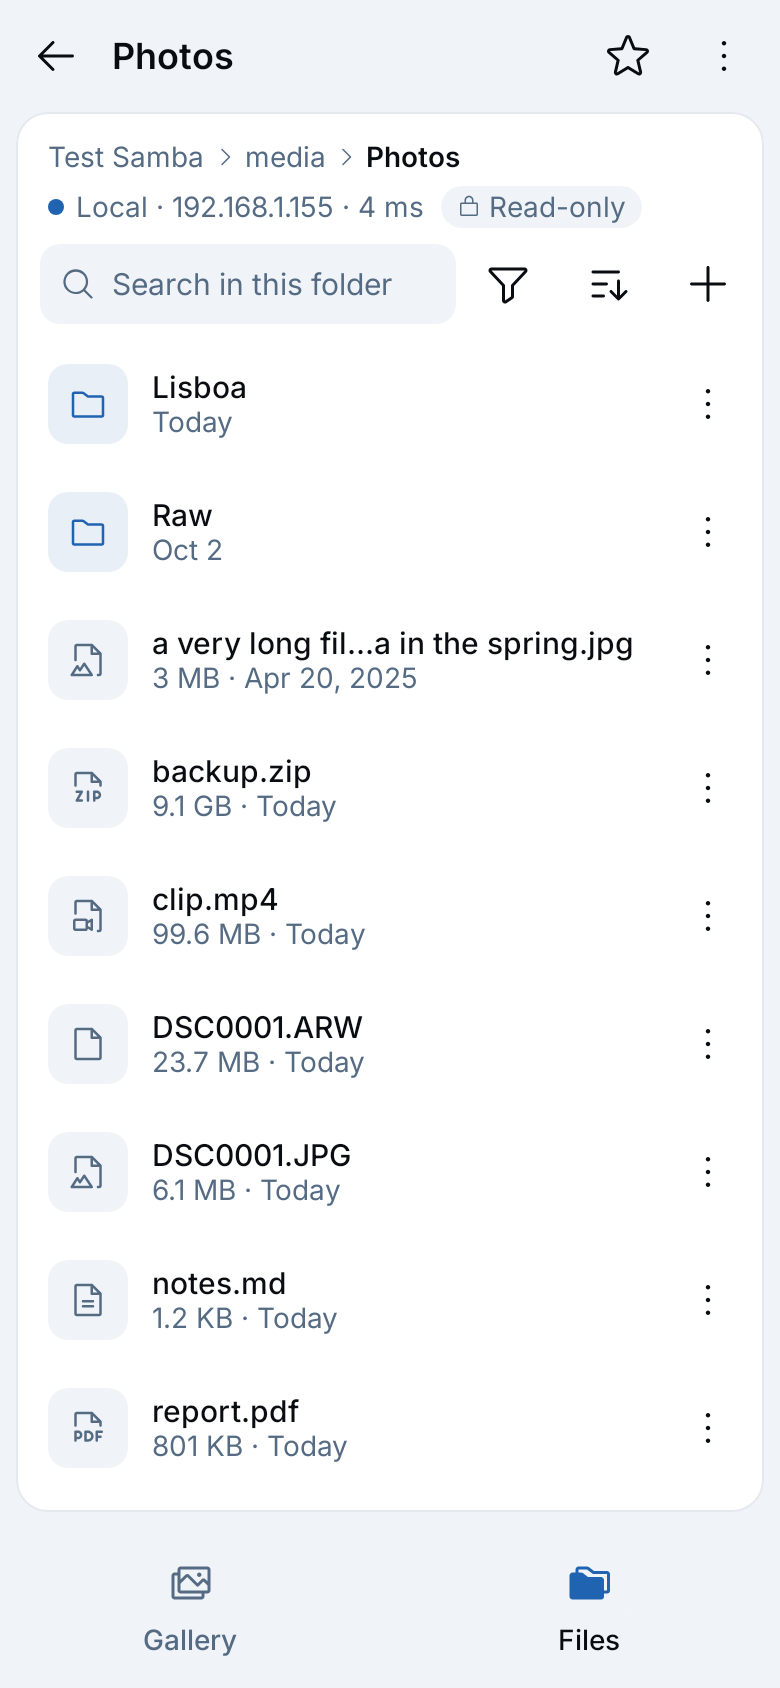 Photos
Test Samba > media > Photos
Local · 192.168.1.155 · 4 ms Read-only
Search in this folder
Lisboa
Today
Raw
Oct 2
a very long fil...a in the spring.jpg
3 MB · Apr 20, 2025
ZIP
backup.zip
9.1 GB · Today
clip.mp4
99.6 MB · Today
DSC0001.ARW
23.7 MB · Today
DSC0001.JPG
6.1 MB · Today
notes.md
1.2 KB · Today
PDF
report.pdf
801 KB · Today
Gallery Files